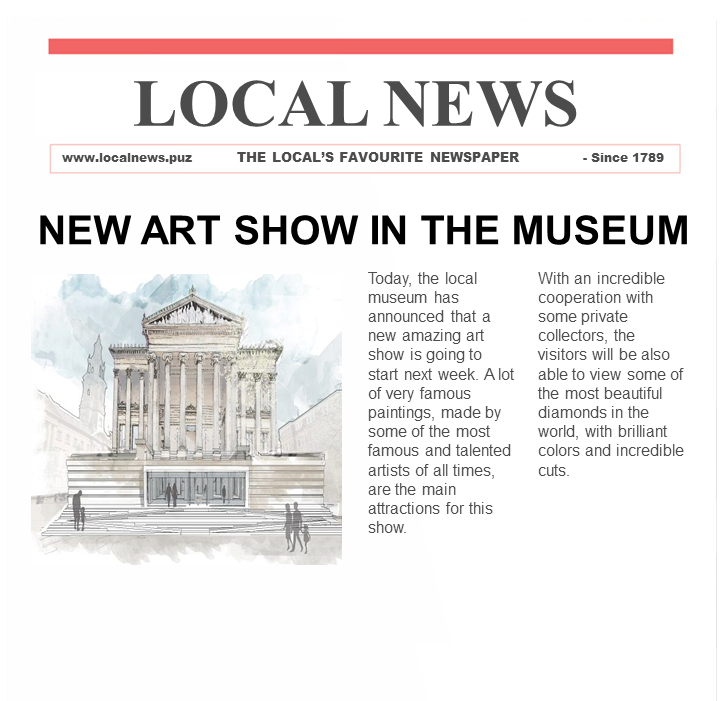 LOCAL NEWS
www.localnews.puz THE LOCAL'S FAVOURITE NEWSPAPER - Since 1789
NEW ART SHOW IN THE MUSEUM
Today, the local
museum has
announced that a
new amazing art
show is going to
start next week. A lot
of very famous
paintings, made by
some of the most
famous and talented
artists of all times,
are the main
attractions for this
show.
With an incredible
cooperation with
some private
collectors, the
visitors will be also
able to view some of
the most beautiful
diamonds in the
world, with brilliant
colors and incredible
cuts.